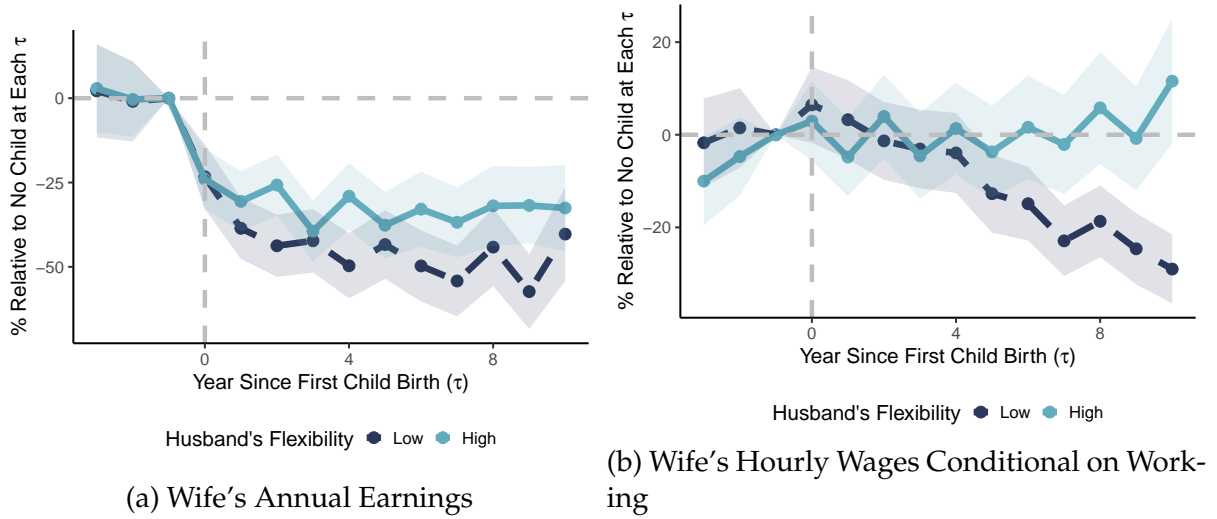 % Relative to No Child at Each τ
0
−25
−50
0
4
8
Year Since First Child Birth (τ)
Husband's Flexibility Low High
(a) Wife’s Annual Earnings
% Relative to No Child at Each τ
20
0
−20
0
4
8
Year Since First Child Birth (τ)
Husband's Flexibility Low High
(b) Wife’s Hourly Wages Conditional on Work-
ing